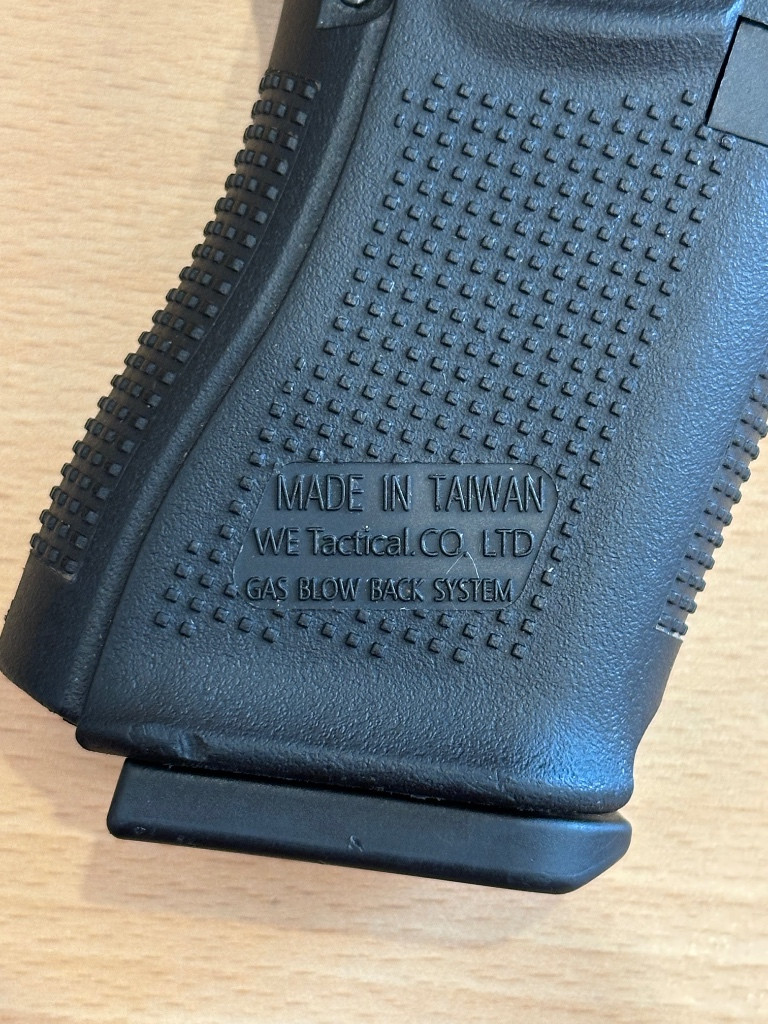 MADE IN TAIWAN
WE Tactical.CO, LTD
GAS BLOW BACK SYSTEM